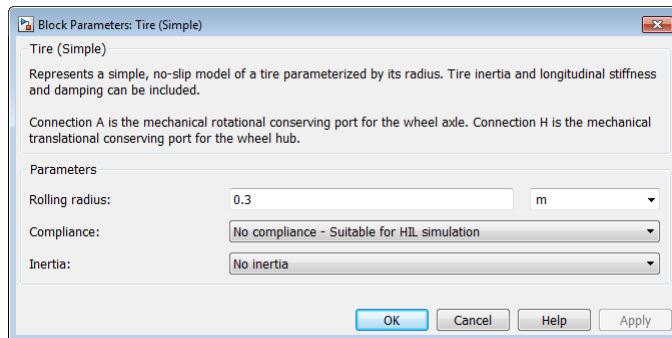 Block Parameters: Tire (Simple)
Tire (Simple)
Represents a simple, no-slip model of a tire parameterized by its radius. Tire inertia and longitudinal stiffness
and damping can be included.
Connection A is the mechanical rotational conserving port for the wheel axle. Connection H is the mechanical
translational conserving port for the wheel hub.
Parameters
Rolling radius: 0.3 m
Compliance: No compliance - Suitable for HIL simulation
Inertia: No inertia
OK Cancel Help Apply